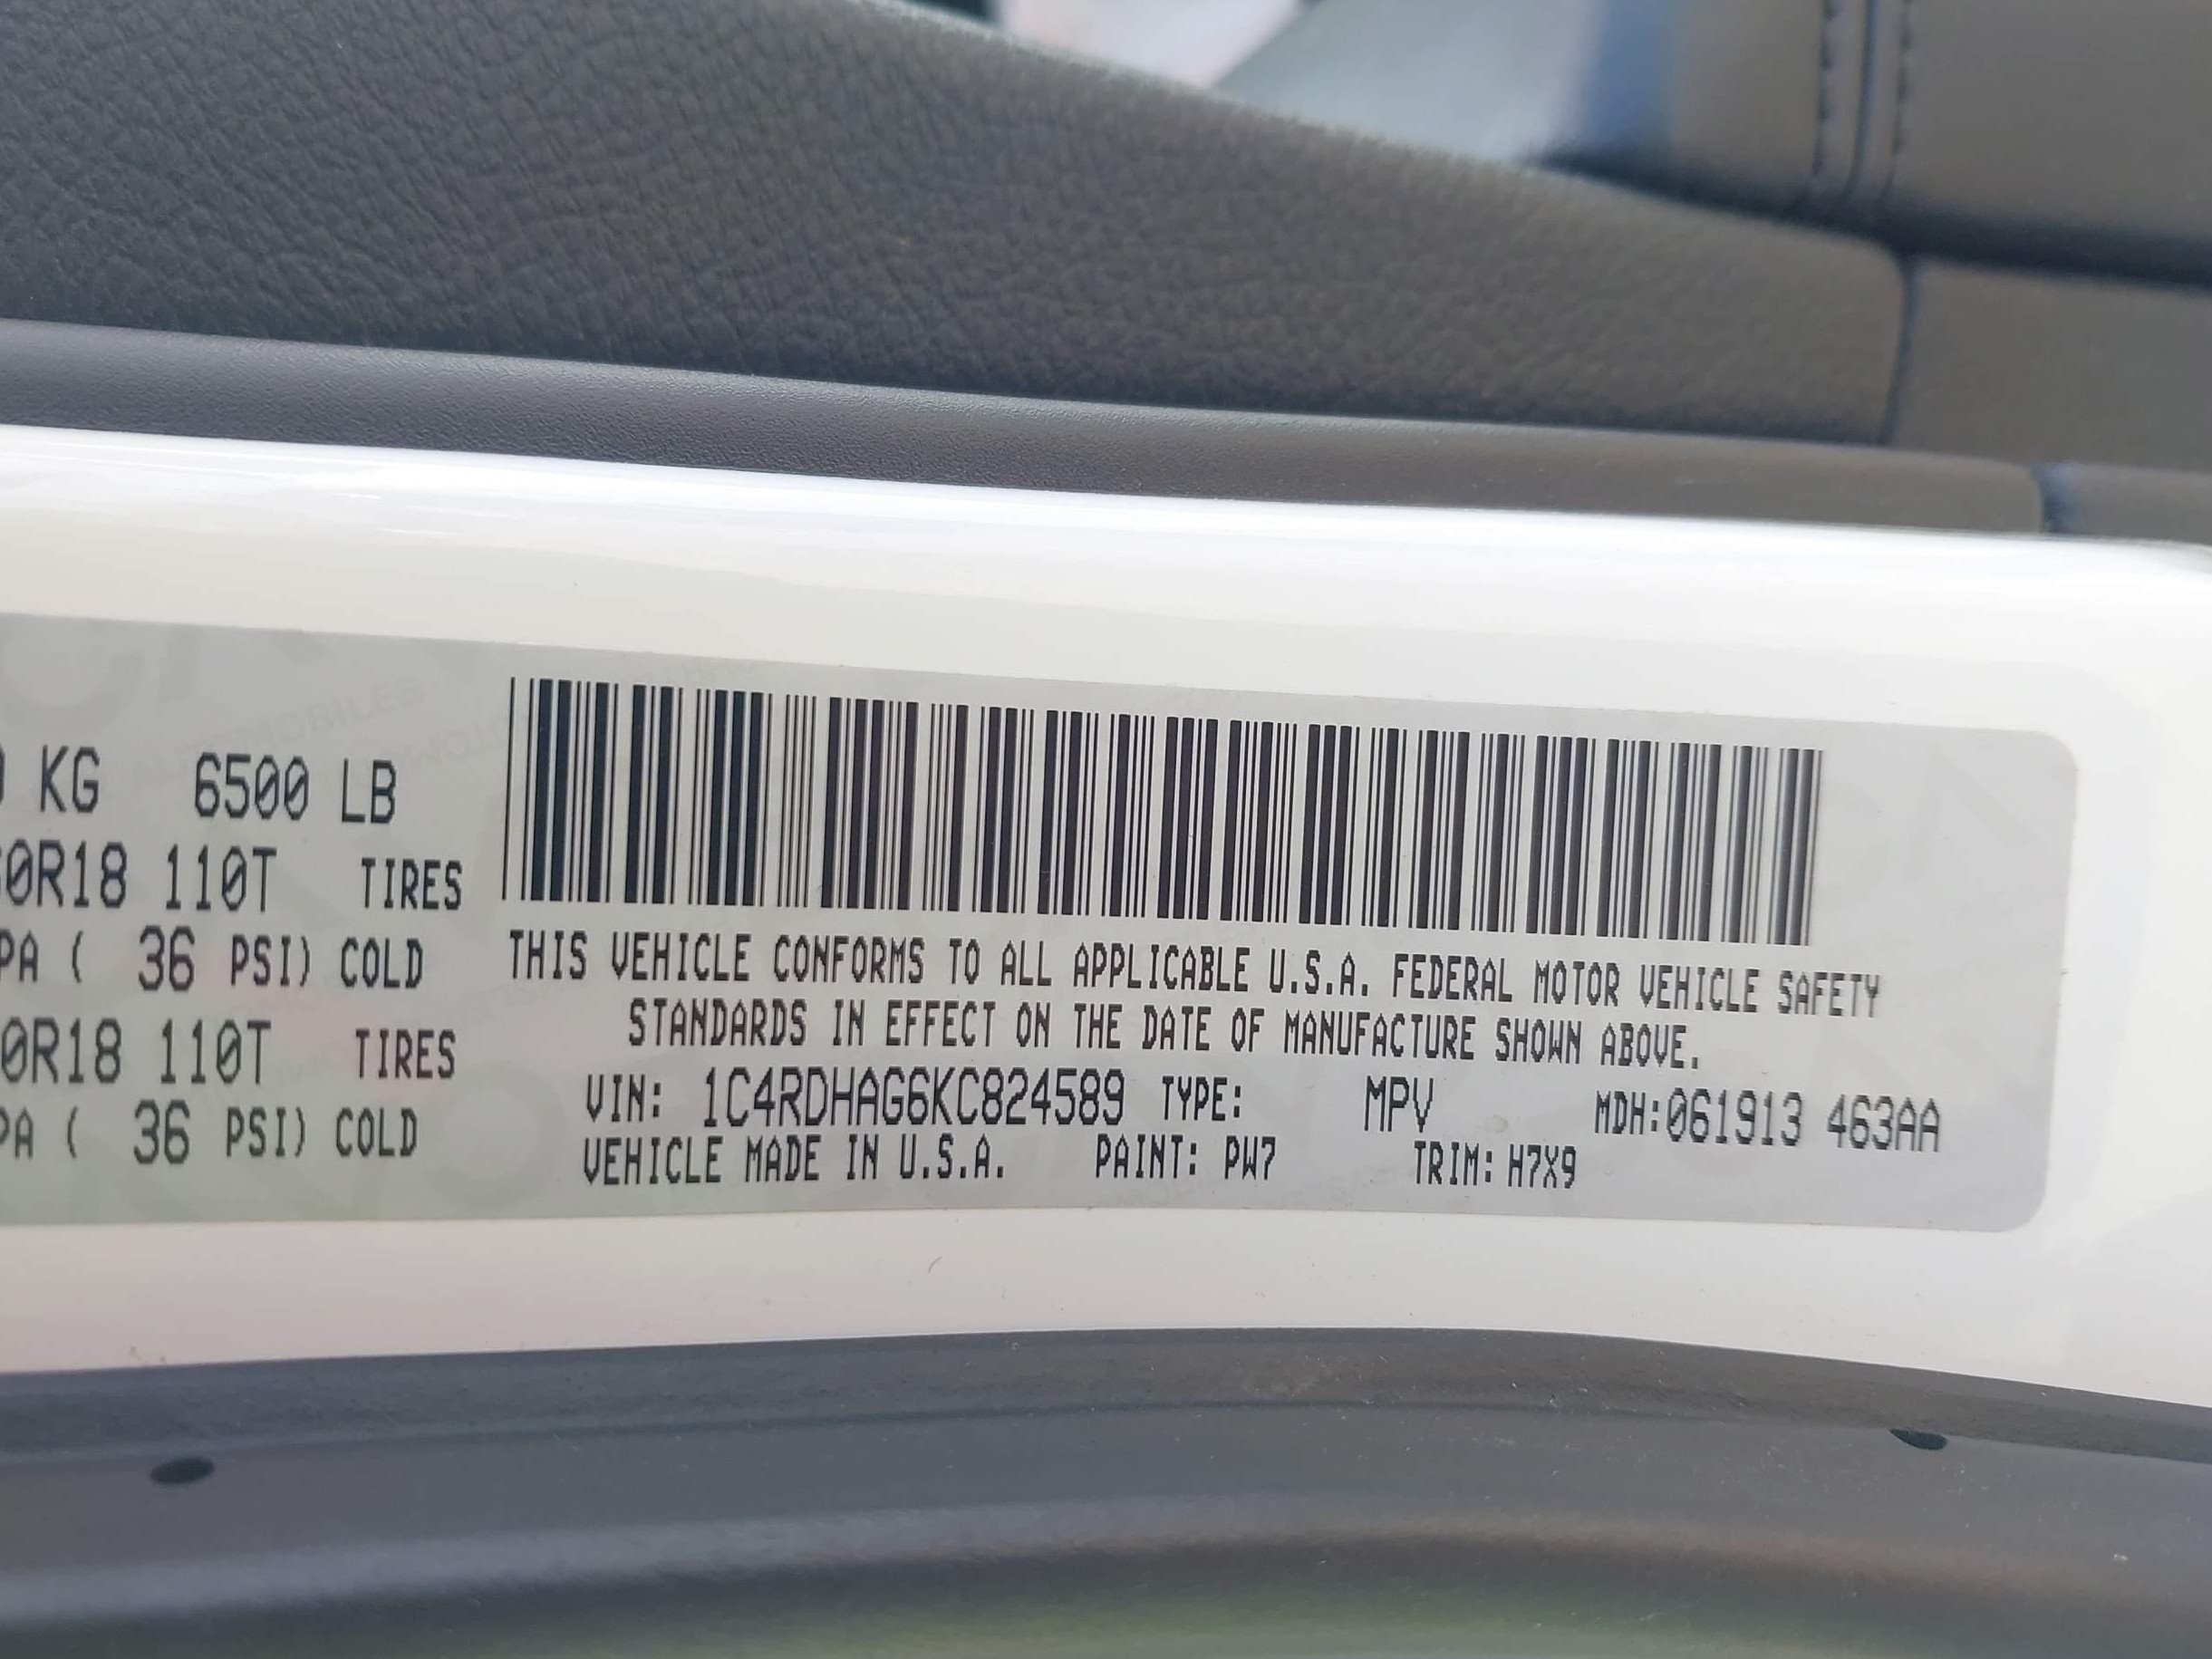 KG 6500 LB
0R18 110T TIRES
PA ( 36 PSI) COLD
0R18 110T TIRES
PA ( 36 PSI) COLD
THIS VEHICLE CONFORMS TO ALL APPLICABLE U.S.A. FEDERAL MOTOR VEHICLE SAFETY
STANDARDS IN EFFECT ON THE DATE OF MANUFACTURE SHOWN ABOVE.
VIN: 1C4RDHAG6KC824589 TYPE: MPV MDH:061913 463AA
VEHICLE MADE IN U.S.A. PAINT: PW7 TRIM: H7X9